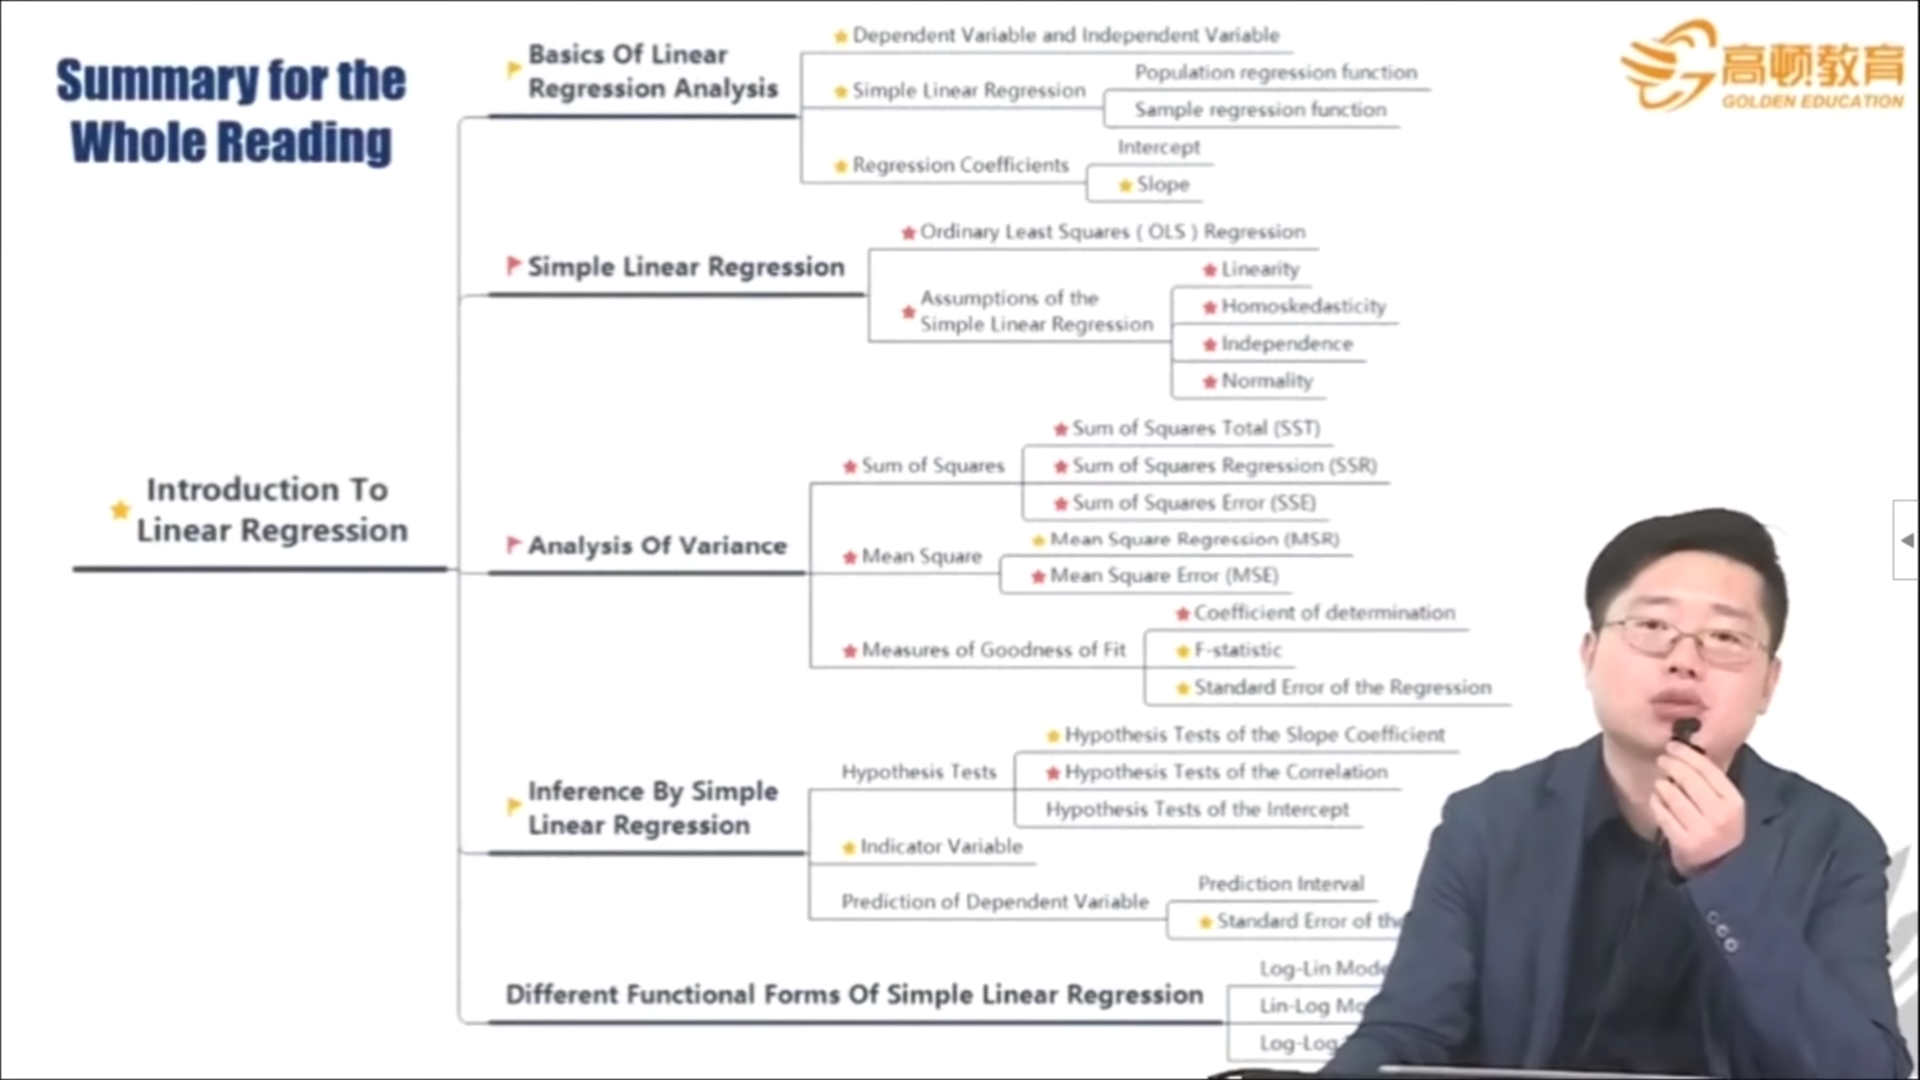 Summary for the
Whole Reading
高顿教育
GOLDEN EDUCATION
Introduction To
Linear Regression
Basics Of Linear
Regression Analysis
Dependent Variable and Independent Variable
Simple Linear Regression
Population regression function
Sample regression function
Regression Coefficients
Intercept
Slope
Simple Linear Regression
Ordinary Least Squares ( OLS ) Regression
Assumptions of the
Simple Linear Regression
Linearity
Homoskedasticity
Independence
Normality
Analysis Of Variance
Sum of Squares
Sum of Squares Total (SST)
Sum of Squares Regression (SSR)
Sum of Squares Error (SSE)
Mean Square
Mean Square Regression (MSR)
Mean Square Error (MSE)
Measures of Goodness of Fit
Coefficient of determination
F-statistic
Standard Error of the Regression
Inference By Simple
Linear Regression
Hypothesis Tests
Hypothesis Tests of the Slope Coefficient
Hypothesis Tests of the Correlation
Hypothesis Tests of the Intercept
Indicator Variable
Prediction of Dependent Variable
Prediction Interval
Standard Error of the
Different Functional Forms Of Simple Linear Regression
Log-Lin
Lin-Log
Log-Log